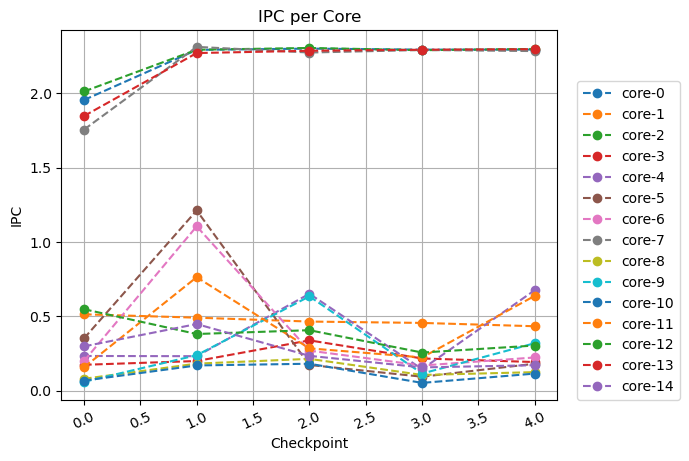 IPC per Core
IPC
2.0
1.5
1.0
0.5
0.0
0.0
0.5
1.0
1.5
2.0
2.5
3.0
3.5
4.0
Checkpoint
core-0
core-1
core-2
core-3
core-4
core-5
core-6
core-7
core-8
core-9
core-10
core-11
core-12
core-13
core-14